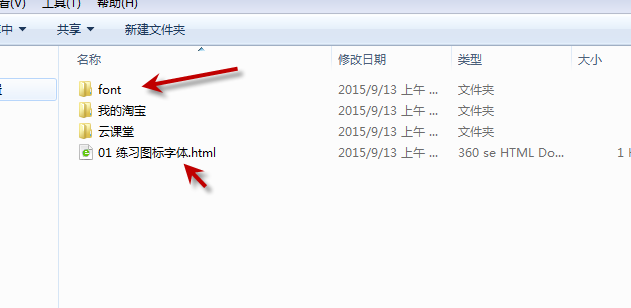 看(V) 工具(T) 帮助(H)
库中 共享 新建文件夹
名称 修改日期 类型
font 2015/9/13 上午 ... 文件夹
我的淘宝 2015/9/13 上午 ... 文件夹
云课堂 2015/9/13 上午 ... 文件夹
01 练习图标字体.html 2015/9/13 上午 ... 360 se HTML Do... 1